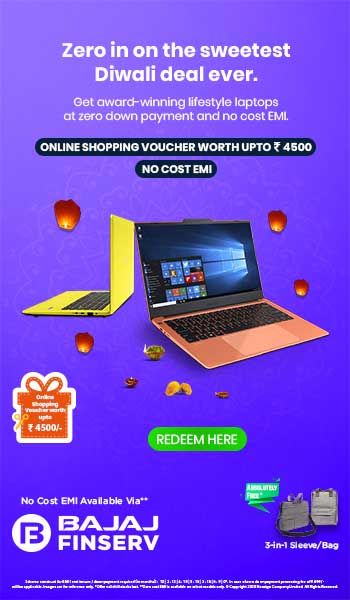 Zero in on the sweetest
Diwali deal ever.
Get award-winning lifestyle laptops
at zero down payment and no cost EMI.
ONLINE SHOPPING VOUCHER WORTH UPTO ₹ 4500
NO COST EMI
Online
Shopping
Voucher worth
upto
₹ 4500/-
REDEEM HERE
ABSOLUTELY
FREE*
No Cost EMI Available Via**
B
BAJAJ
FINSERV
3-in-1 Sleeve/Bag